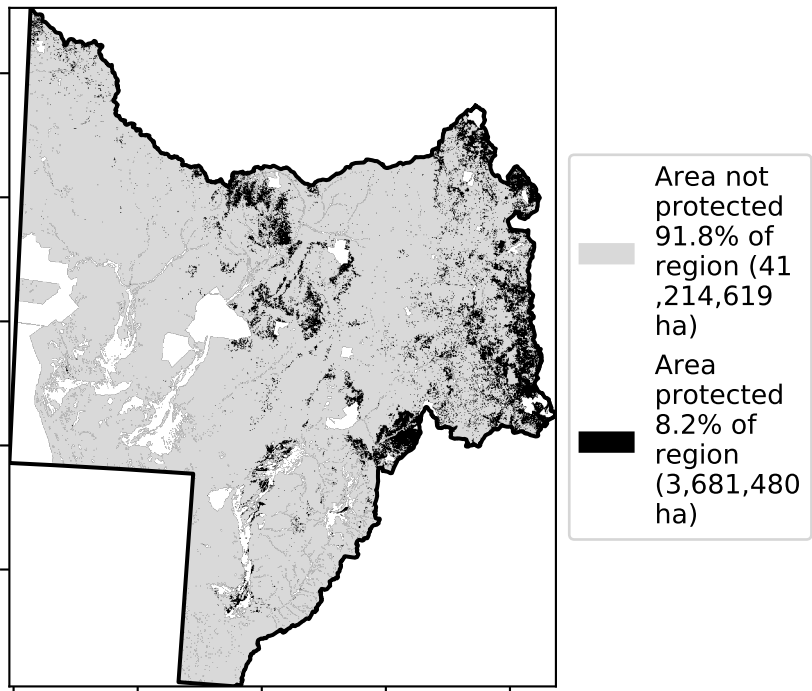 Area not
protected
91.8% of
region (41
,214,619
ha)
Area
protected
8.2% of
region
(3,681,480
ha)